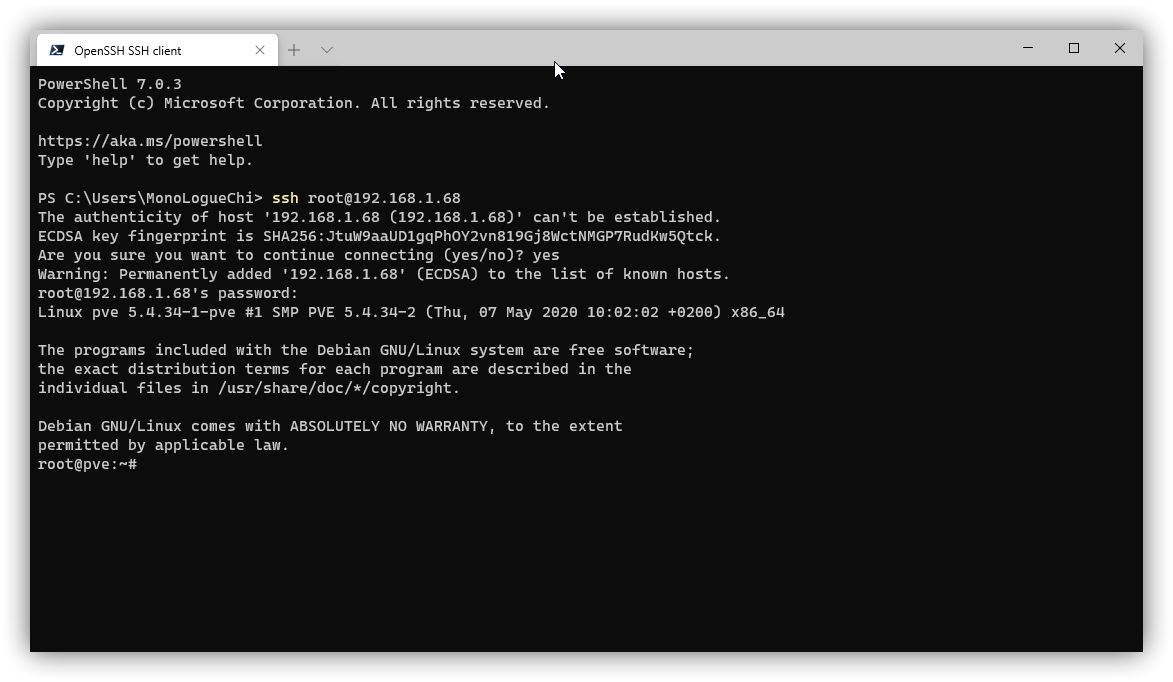 OpenSSH SSH client
PowerShell 7.0.3
Copyright (c) Microsoft Corporation. All rights reserved.
https://aka.ms/powershell
Type 'help' to get help.
PS C:\Users\MonoLogueChi> ssh root@192.168.1.68
The authenticity of host '192.168.1.68 (192.168.1.68)' can't be established.
ECDSA key fingerprint is SHA256:JtuW9aaUD1gqPhOY2vn819Gj8WctNMGP7RudKw5Qtck.
Are you sure you want to continue connecting (yes/no)? yes
Warning: Permanently added '192.168.1.68' (ECDSA) to the list of known hosts.
root@192.168.1.68's password:
Linux pve 5.4.34-1-pve #1 SMP PVE 5.4.34-2 (Thu, 07 May 2020 10:02:02 +0200) x86_64
The programs included with the Debian GNU/Linux system are free software;
the exact distribution terms for each program are described in the
individual files in /usr/share/doc/*/copyright.
Debian GNU/Linux comes with ABSOLUTELY NO WARRANTY, to the extent
permitted by applicable law.
root@pve:~#